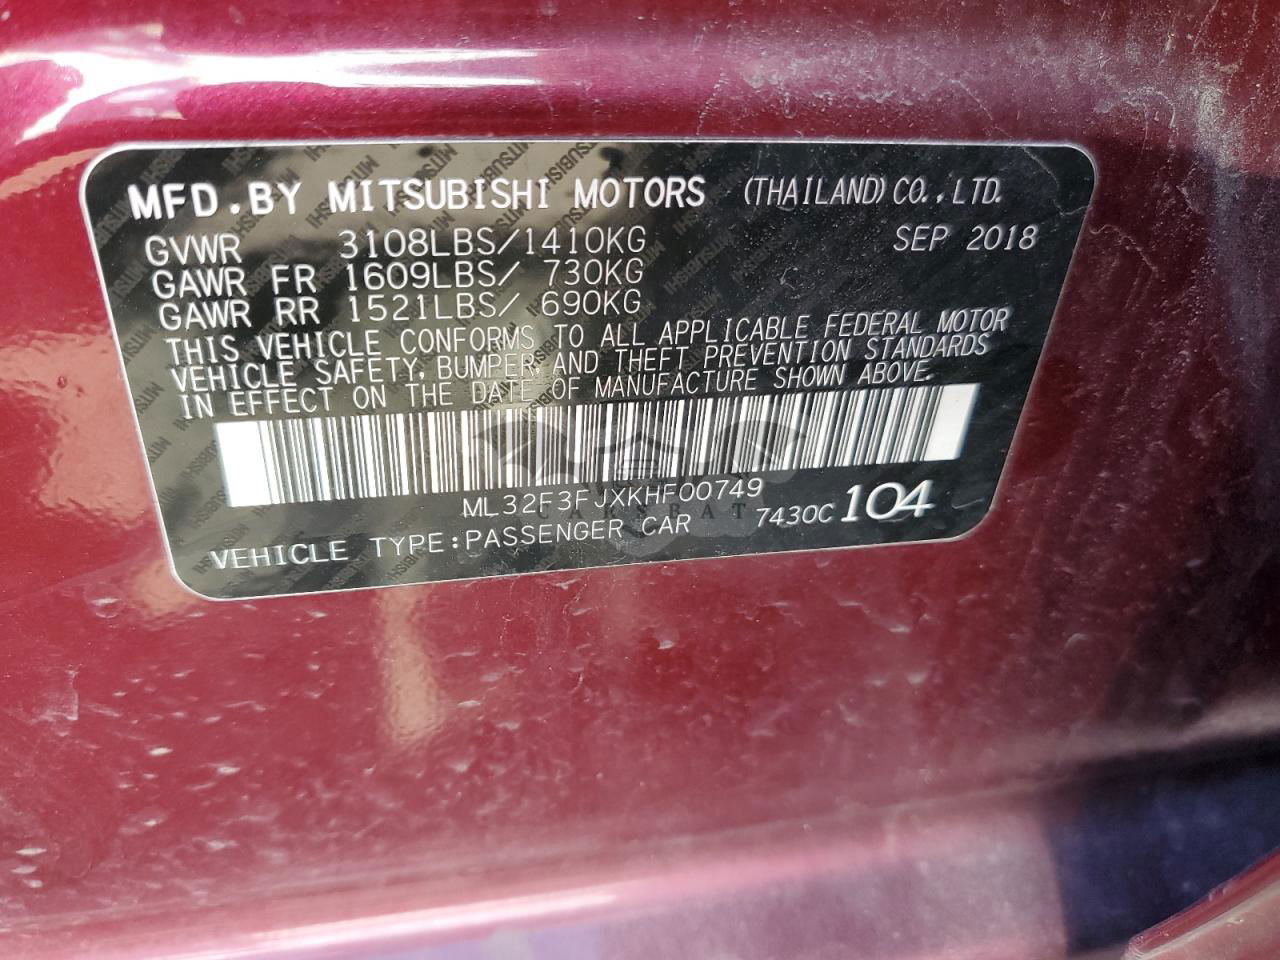 MFD.BY MITSUBISHI MOTORS (THAILAND) CO.,LTD.
GVWR 3108LBS/1410KG SEP 2018
GAWR FR 1609LBS/ 730KG
GAWR RR 1521LBS/ 690KG
THIS VEHICLE CONFORMS TO ALL APPLICABLE FEDERAL MOTOR
VEHICLE SAFETY, BUMPER, AND THEFT PREVENTION STANDARDS
IN EFFECT ON THE DATE OF MANUFACTURE SHOWN ABOVE.
ML32F3FJXKHF00749
CARSBAT
7430C 104
VEHICLE TYPE:PASSENGER CAR